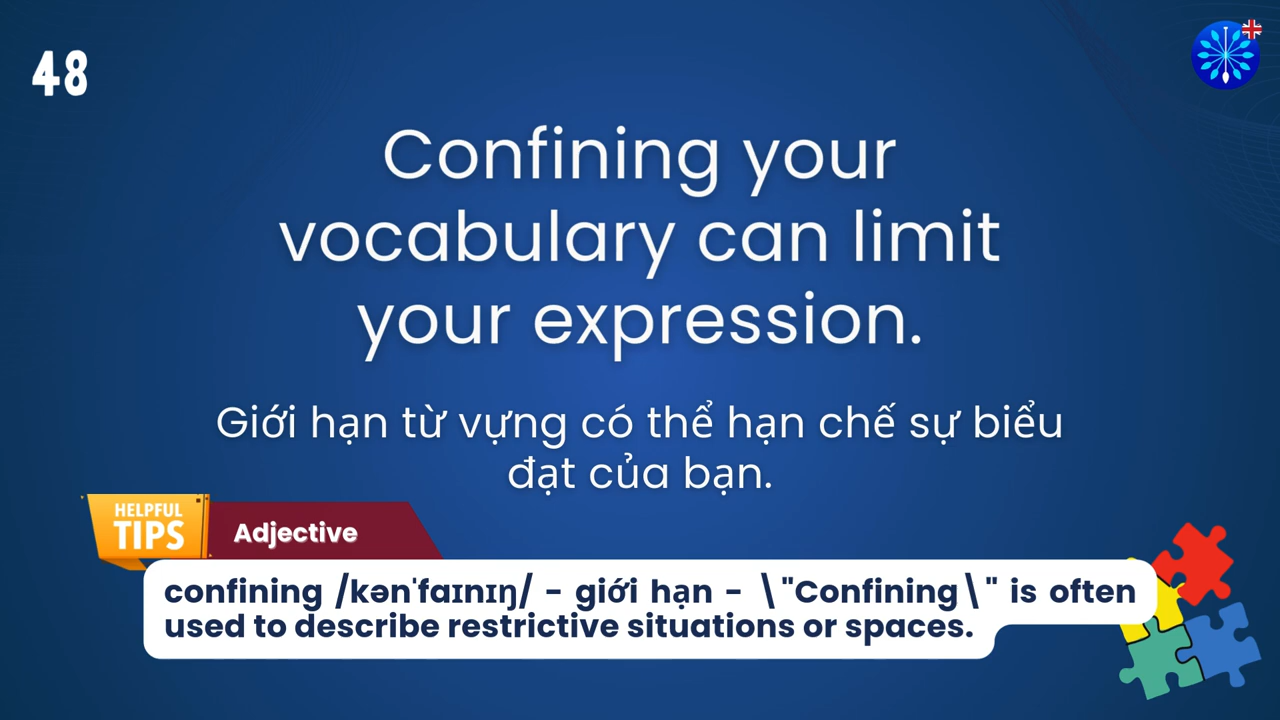 48
Confining your
vocabulary can limit
your expression.
Giới hạn từ vựng có thể hạn chế sự biểu
đạt của bạn.
HELPFUL
TIPS
Adjective
confining /kənˈfaɪnɪŋ/ - giới hạn - \"Confining\" is often
used to describe restrictive situations or spaces.